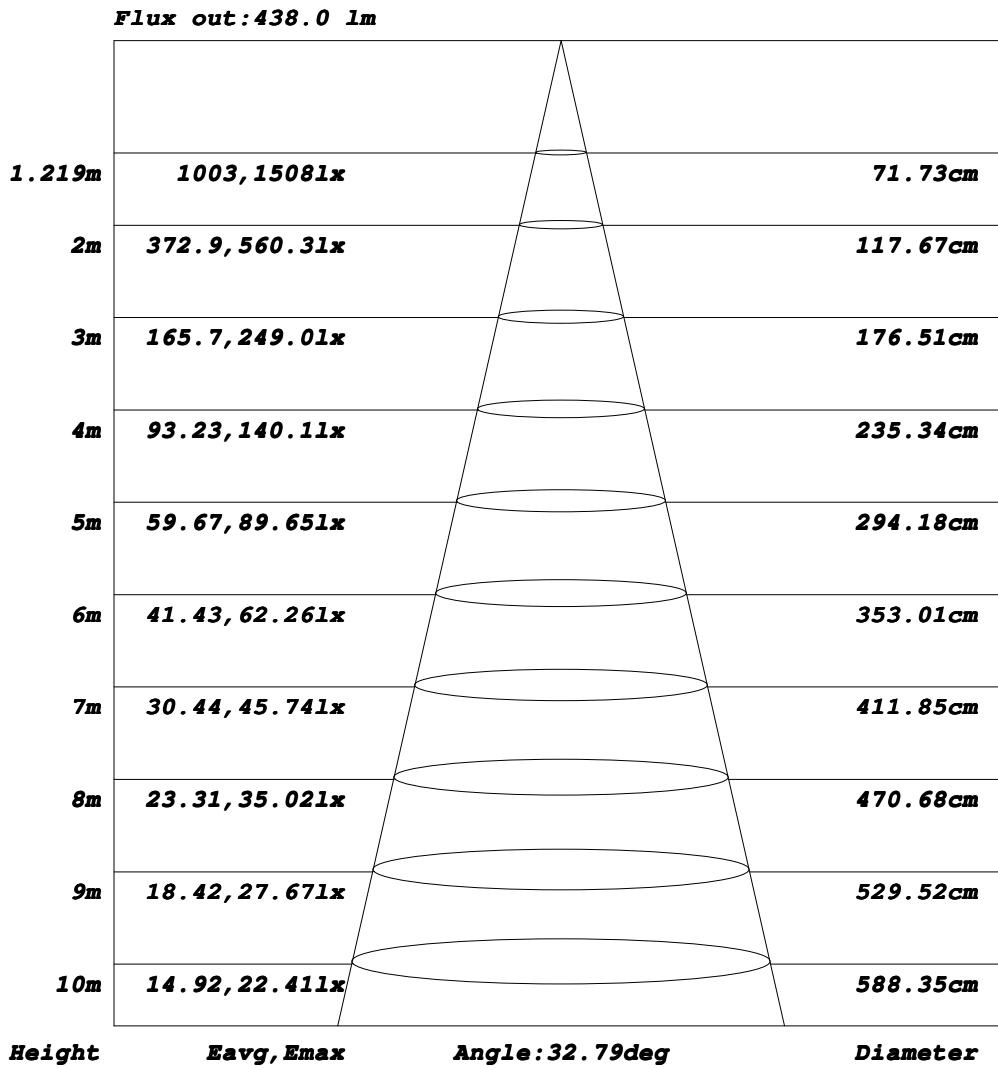 Flux out:438.0 lm
1.219m 1003,1508lx 71.73cm
2m 372.9,560.3lx 117.67cm
3m 165.7,249.0lx 176.51cm
4m 93.23,140.1lx 235.34cm
5m 59.67,89.65lx 294.18cm
6m 41.43,62.26lx 353.01cm
7m 30.44,45.74lx 411.85cm
8m 23.31,35.02lx 470.68cm
9m 18.42,27.67lx 529.52cm
10m 14.92,22.41lx 588.35cm
Height Eavg,Emax Angle:32.79deg Diameter